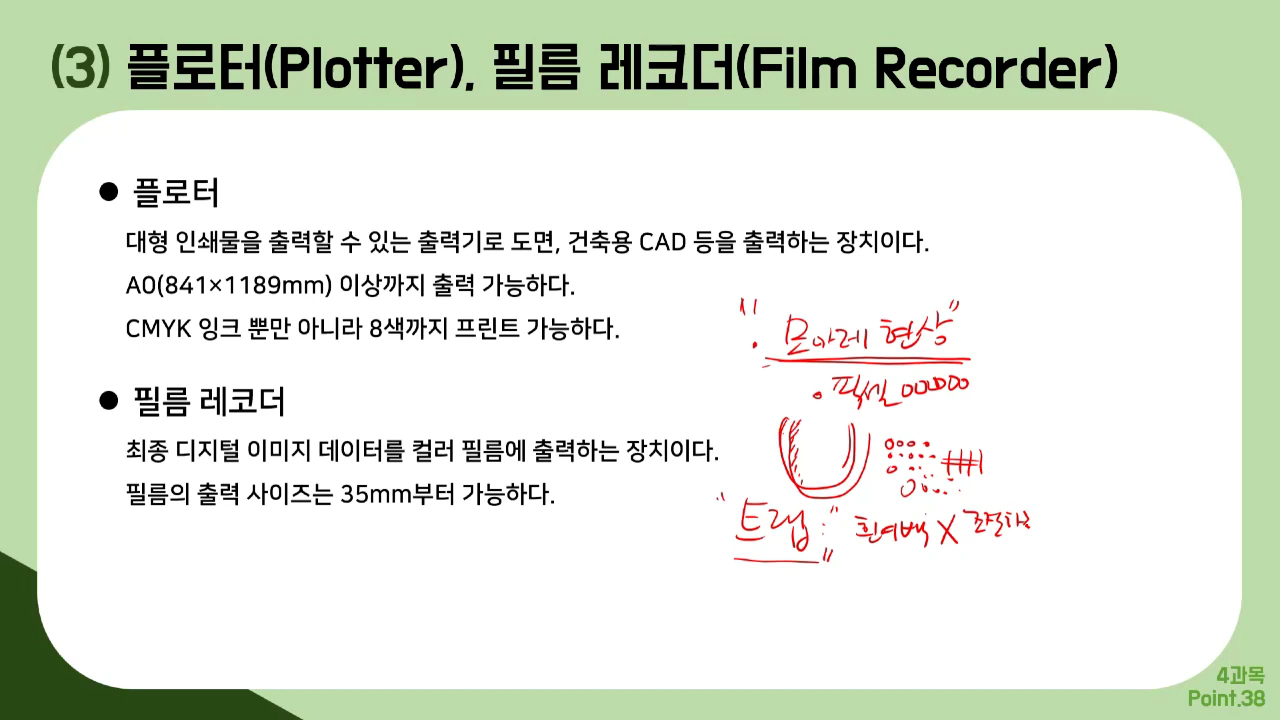 (3) 플로터(Plotter), 필름 레코더(Film Recorder)
● 플로터
대형 인쇄물을 출력할 수 있는 출력기로 도면, 건축용 CAD 등을 출력하는 장치이다.
A0(841×1189mm) 이상까지 출력 가능하다.
CMYK 잉크 뿐만 아니라 8색까지 프린트 가능하다.
● 필름 레코더
최종 디지털 이미지 데이터를 컬러 필름에 출력하는 장치이다.
필름의 출력 사이즈는 35mm부터 가능하다.
"모아레 현상"
픽셀
"트랩"
흰여백 X
4과목
Point.38